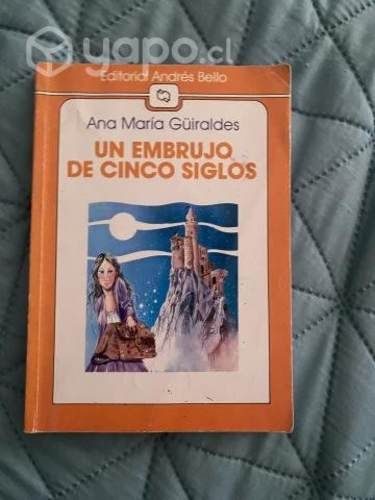 yapo.cl
Editorial Andrés Bello
Ana María Güiraldes
UN EMBRUJO
DE CINCO SIGLOS